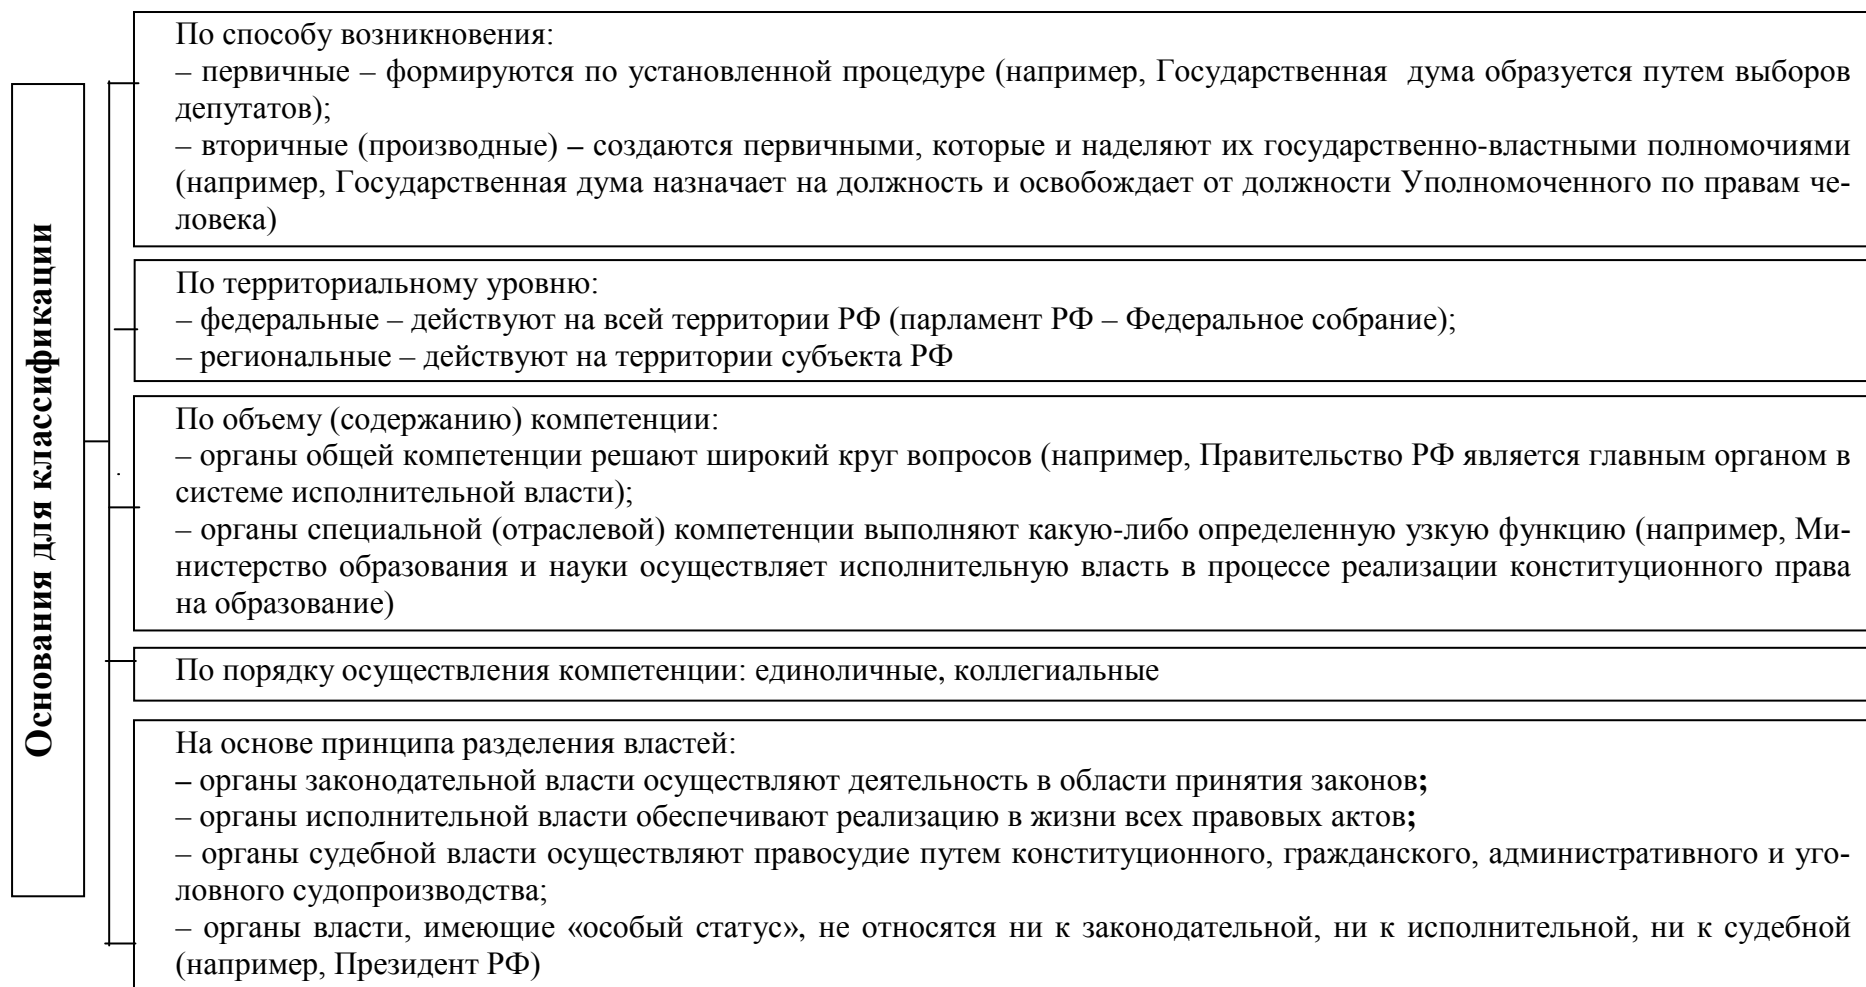 Основания для классификации
По способу возникновения:
– первичные – формируются по установленной процедуре (например, Государственная дума образуется путем выборов
депутатов);
– вторичные (производные) – создаются первичными, которые и наделяют их государственно-властными полномочиями
(например, Государственная дума назначает на должность и освобождает от должности Уполномоченного по правам че-
ловека)
По территориальному уровню:
– федеральные – действуют на всей территории РФ (парламент РФ – Федеральное собрание);
– региональные – действуют на территории субъекта РФ
По объему (содержанию) компетенции:
– органы общей компетенции решают широкий круг вопросов (например, Правительство РФ является главным органом в
системе исполнительной власти);
– органы специальной (отраслевой) компетенции выполняют какую-либо определенную узкую функцию (например, Ми-
нистерство образования и науки осуществляет исполнительную власть в процессе реализации конституционного права
на образование)
По порядку осуществления компетенции: единоличные, коллегиальные
На основе принципа разделения властей:
– органы законодательной власти осуществляют деятельность в области принятия законов;
– органы исполнительной власти обеспечивают реализацию в жизни всех правовых актов;
– органы судебной власти осуществляют правосудие путем конституционного, гражданского, административного и уго-
ловного судопроизводства;
– органы власти, имеющие «особый статус», не относятся ни к законодательной, ни к исполнительной, ни к судебной
(например, Президент РФ)